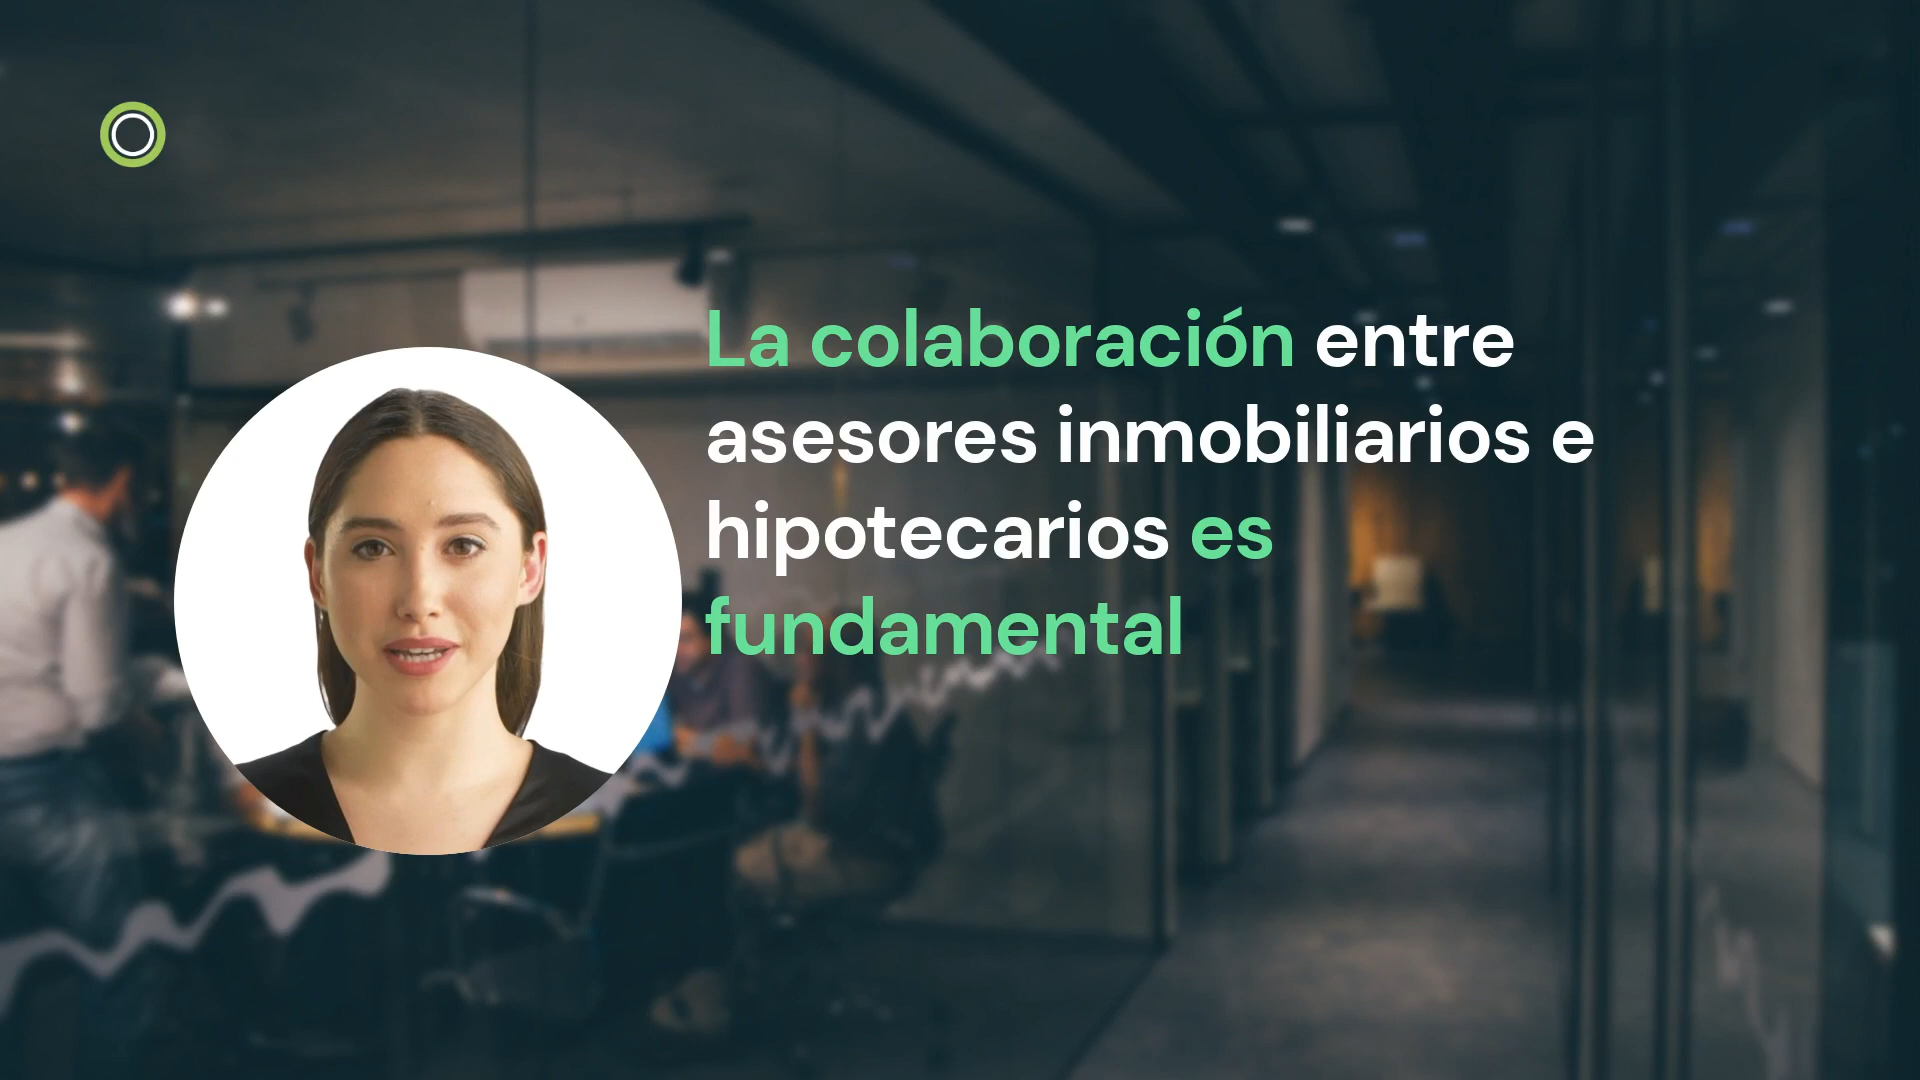 La colaboración entre
asesores inmobiliarios e
hipotecarios es
fundamental